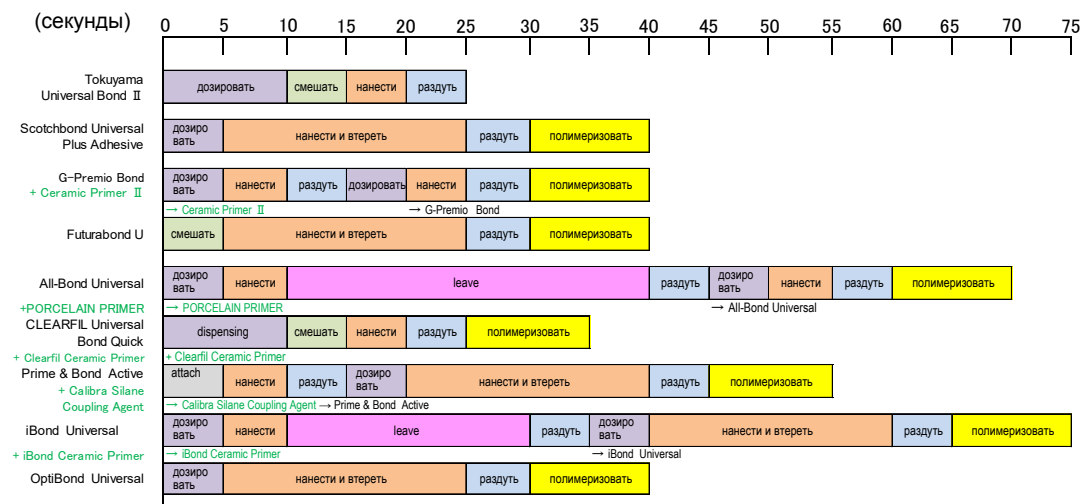 (секунды)
0 5 10 15 20 25 30 35 40 45 50 55 60 65 70 75
Tokuyama
Universal Bond Ⅱ
дозировать смешать нанести раздуть
Scotchbond Universal
Plus Adhesive
дозиро
вать
нанести и втереть раздуть полимеризовать
G-Premio Bond
+ Ceramic Primer Ⅱ
дозиро
вать
нанести раздуть дозировать нанести раздуть полимеризовать
→ Ceramic Primer Ⅱ → G-Premio Bond
Futurabond U
смешать нанести и втереть раздуть полимеризовать
All-Bond Universal
+PORCELAIN PRIMER
дозиро
вать
нанести leave раздуть
дозиро
вать
нанести раздуть полимеризовать
→ PORCELAIN PRIMER → All-Bond Universal
CLEARFIL Universal
Bond Quick
+ Clearfil Ceramic Primer
dispensing смешать нанести раздуть полимеризовать
+ Clearfil Ceramic Primer
Prime & Bond Active
+ Calibra Silane
Coupling Agent
attach нанести раздуть
дозиро
вать
нанести и втереть раздуть полимеризовать
→ Calibra Silane Coupling Agent → Prime & Bond Active
iBond Universal
+ iBond Ceramic Primer
дозиро
вать
нанести leave раздуть
дозиро
вать
нанести и втереть раздуть полимеризовать
→ iBond Ceramic Primer → iBond Universal
OptiBond Universal
дозиро
вать
нанести и втереть раздуть полимеризовать